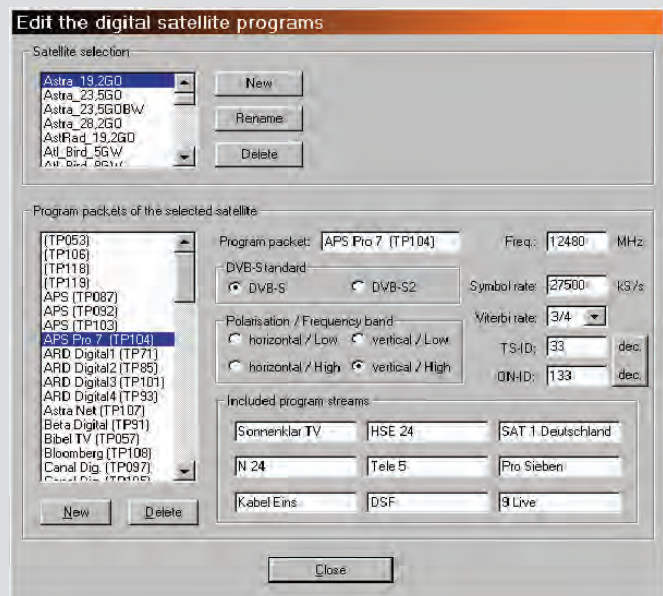 Edit the digital satellite programs
Satellite selection
Astra_19,2GO
Astra_23,5GO
Astra_23,5GOBW
Astra_28,2GO
AstRad_19,2GO
Atl_Bird_5GW
Atl_Bird_8GW
New
Rename
Delete
Program packets of the selected satellite
(TP053)
(TP106)
(TP118)
(TP119)
APS (TP087)
APS (TP092)
APS (TP103)
APS Pro 7 (TP104)
ARD Digital1 (TP71)
ARD Digital2 (TP85)
ARD Digital3 (TP101)
ARD Digital4 (TP93)
Astra Net (TP107)
Beta Digital (TP91)
Bibel TV (TP057)
Bloomberg (TP108)
Canal Dig. (TP097)
Canal Dig. (TP105)
New
Delete
Program packet: APS Pro 7 (TP104)
Freq.: 12480 MHz
DVB-Standard
DVB-S DVB-S2
Symbol rate: 27500 kS/s
Polarisation / Frequency band
horizontal / Low vertical / Low
horizontal / High vertical / High
Viterbi rate: 3/4
TS-ID: 33 dec.
ON-ID: 133 dec.
Included program streams
Sonnenklar TV HSE 24 SAT 1 Deutschland
N 24 Tele 5 Pro Sieben
Kabel Eins DSF 9 Live
Close